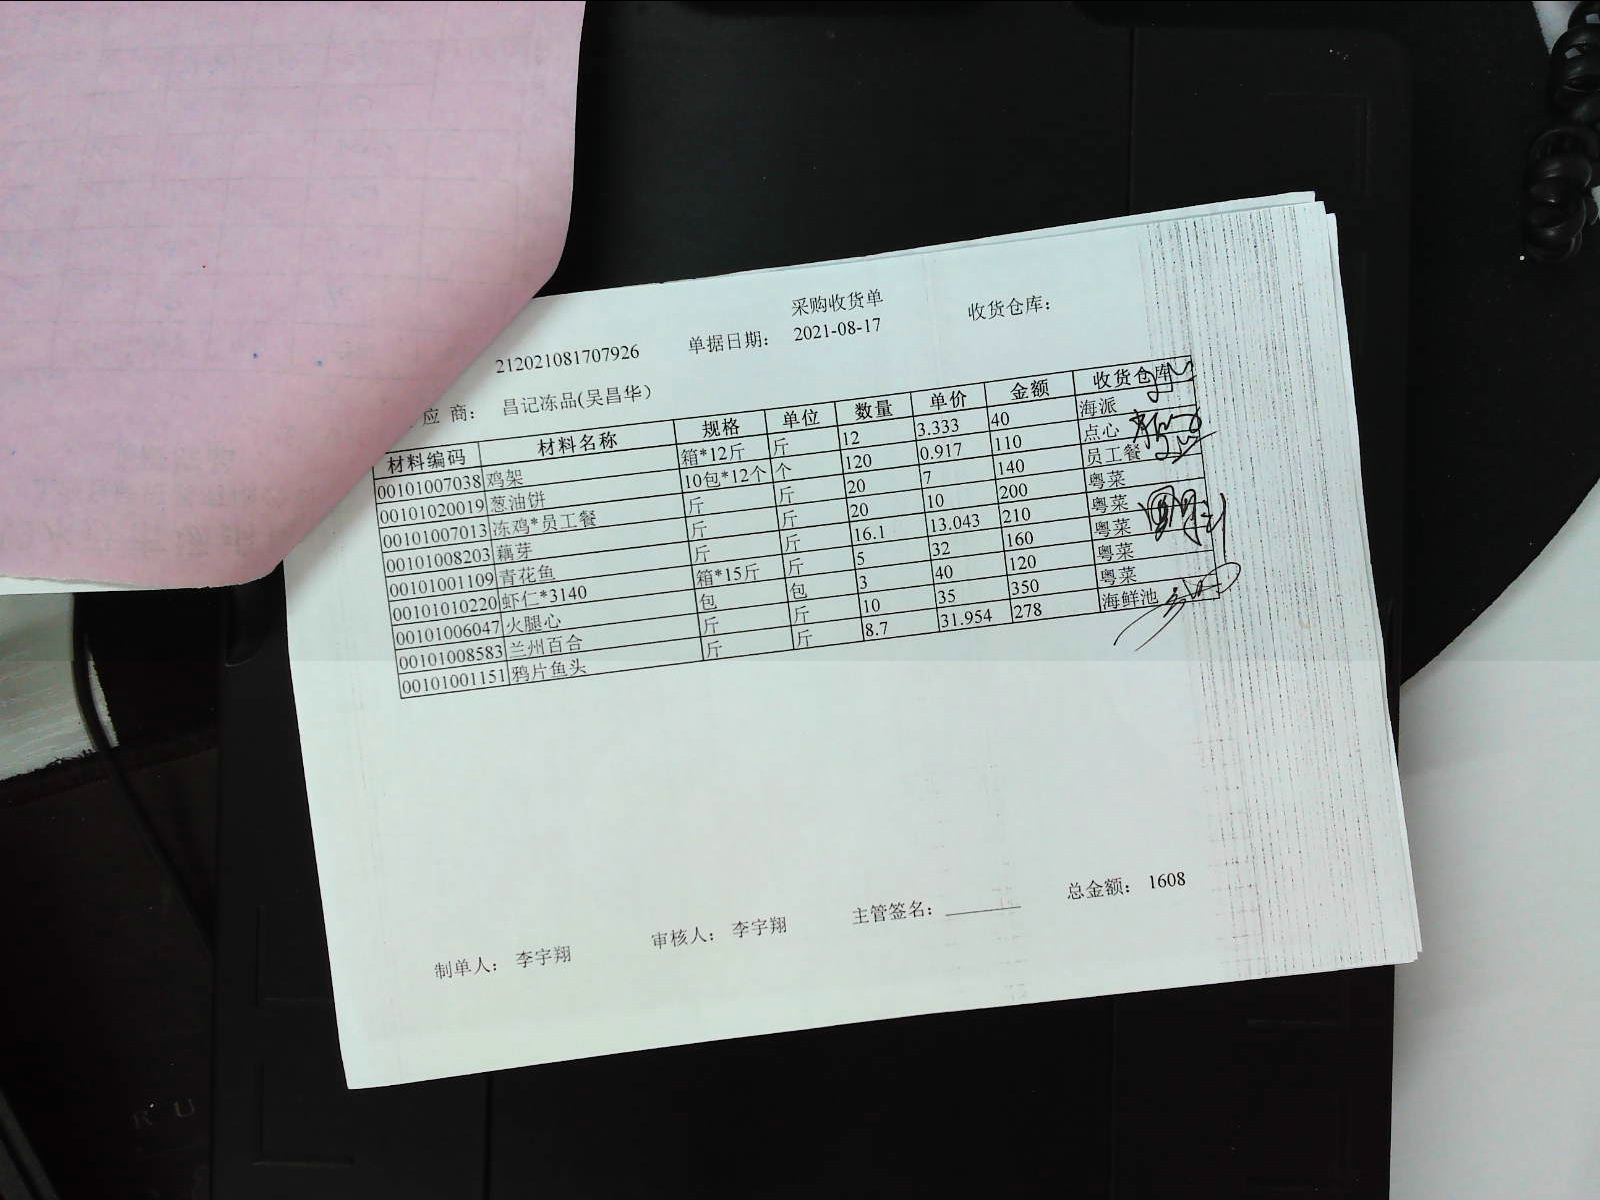 采购收货单
212021081707926 单据日期： 2021-08-17 收货仓库：
应 商： 昌记冻品(吴昌华)
材料编码 材料名称 规格 单位 数量 单价 金额 收货仓库
00101007038 鸡架 箱*12斤 斤 12 3.333 40 海派
00101020019 葱油饼 10包*12个 个 120 0.917 110 点心
00101007013 冻鸡*员工餐 斤 斤 20 7 140 员工餐
00101008203 藕芽 斤 斤 20 10 200 粤菜
00101001109 青花鱼 斤 斤 16.1 13.043 210 粤菜
00101010220 虾仁*3140 箱*15斤 斤 5 32 160 粤菜
00101006047 火腿心 包 包 3 40 120 粤菜
00101008583 兰州百合 斤 斤 10 35 350 粤菜
00101001151 鸦片鱼头 斤 斤 8.7 31.954 278 海鲜池
制单人： 李宇翔 审核人： 李宇翔 主管签名： 总金额： 1608